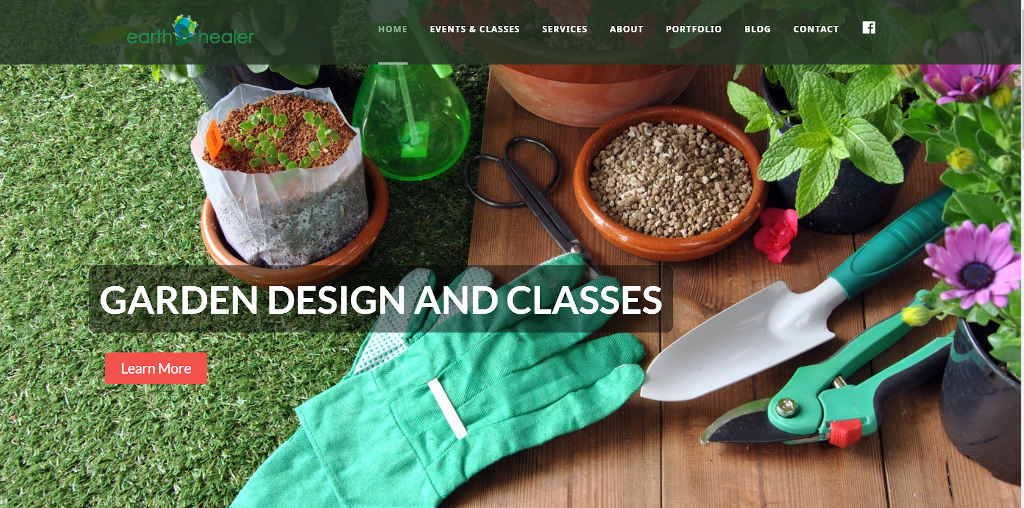 earth healer
HOME EVENTS & CLASSES SERVICES ABOUT PORTFOLIO BLOG CONTACT
GARDEN DESIGN AND CLASSES
Learn More